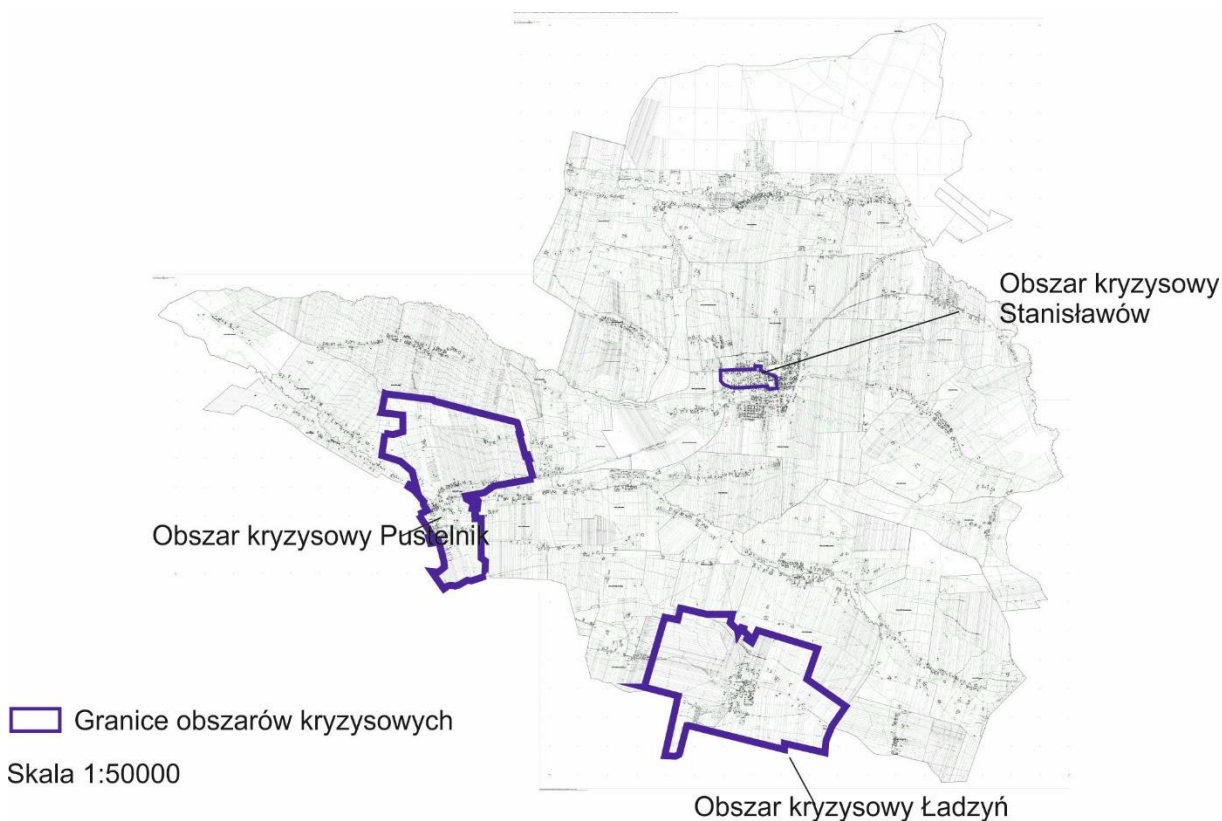 Obszar kryzysowy
Stanisławów
Obszar kryzysowy Pustelnik
Granice obszarów kryzysowych
Skala 1:50000
Obszar kryzysowy Ładzyń